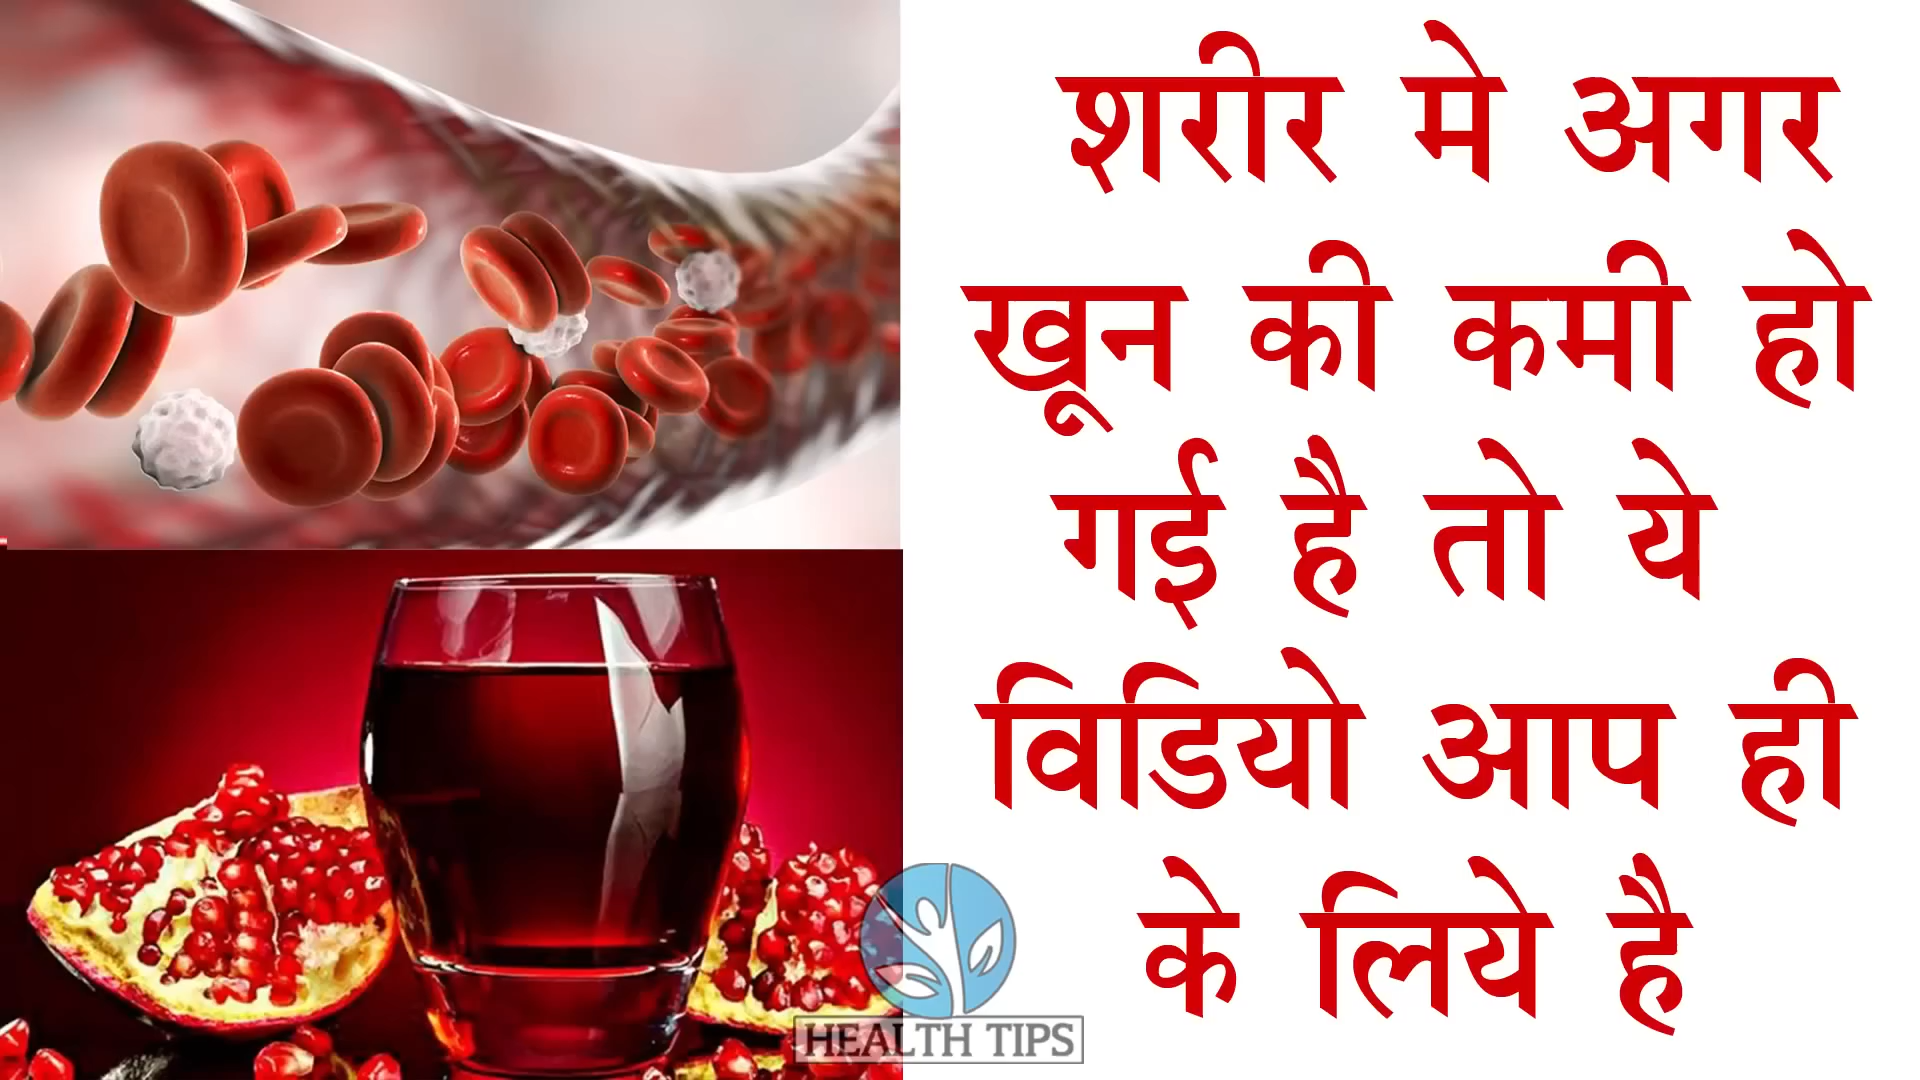 शरीर मे अगर
खून की कमी हो
गई है तो ये
विडियो आप ही
के लिये है
HEALTH TIPS